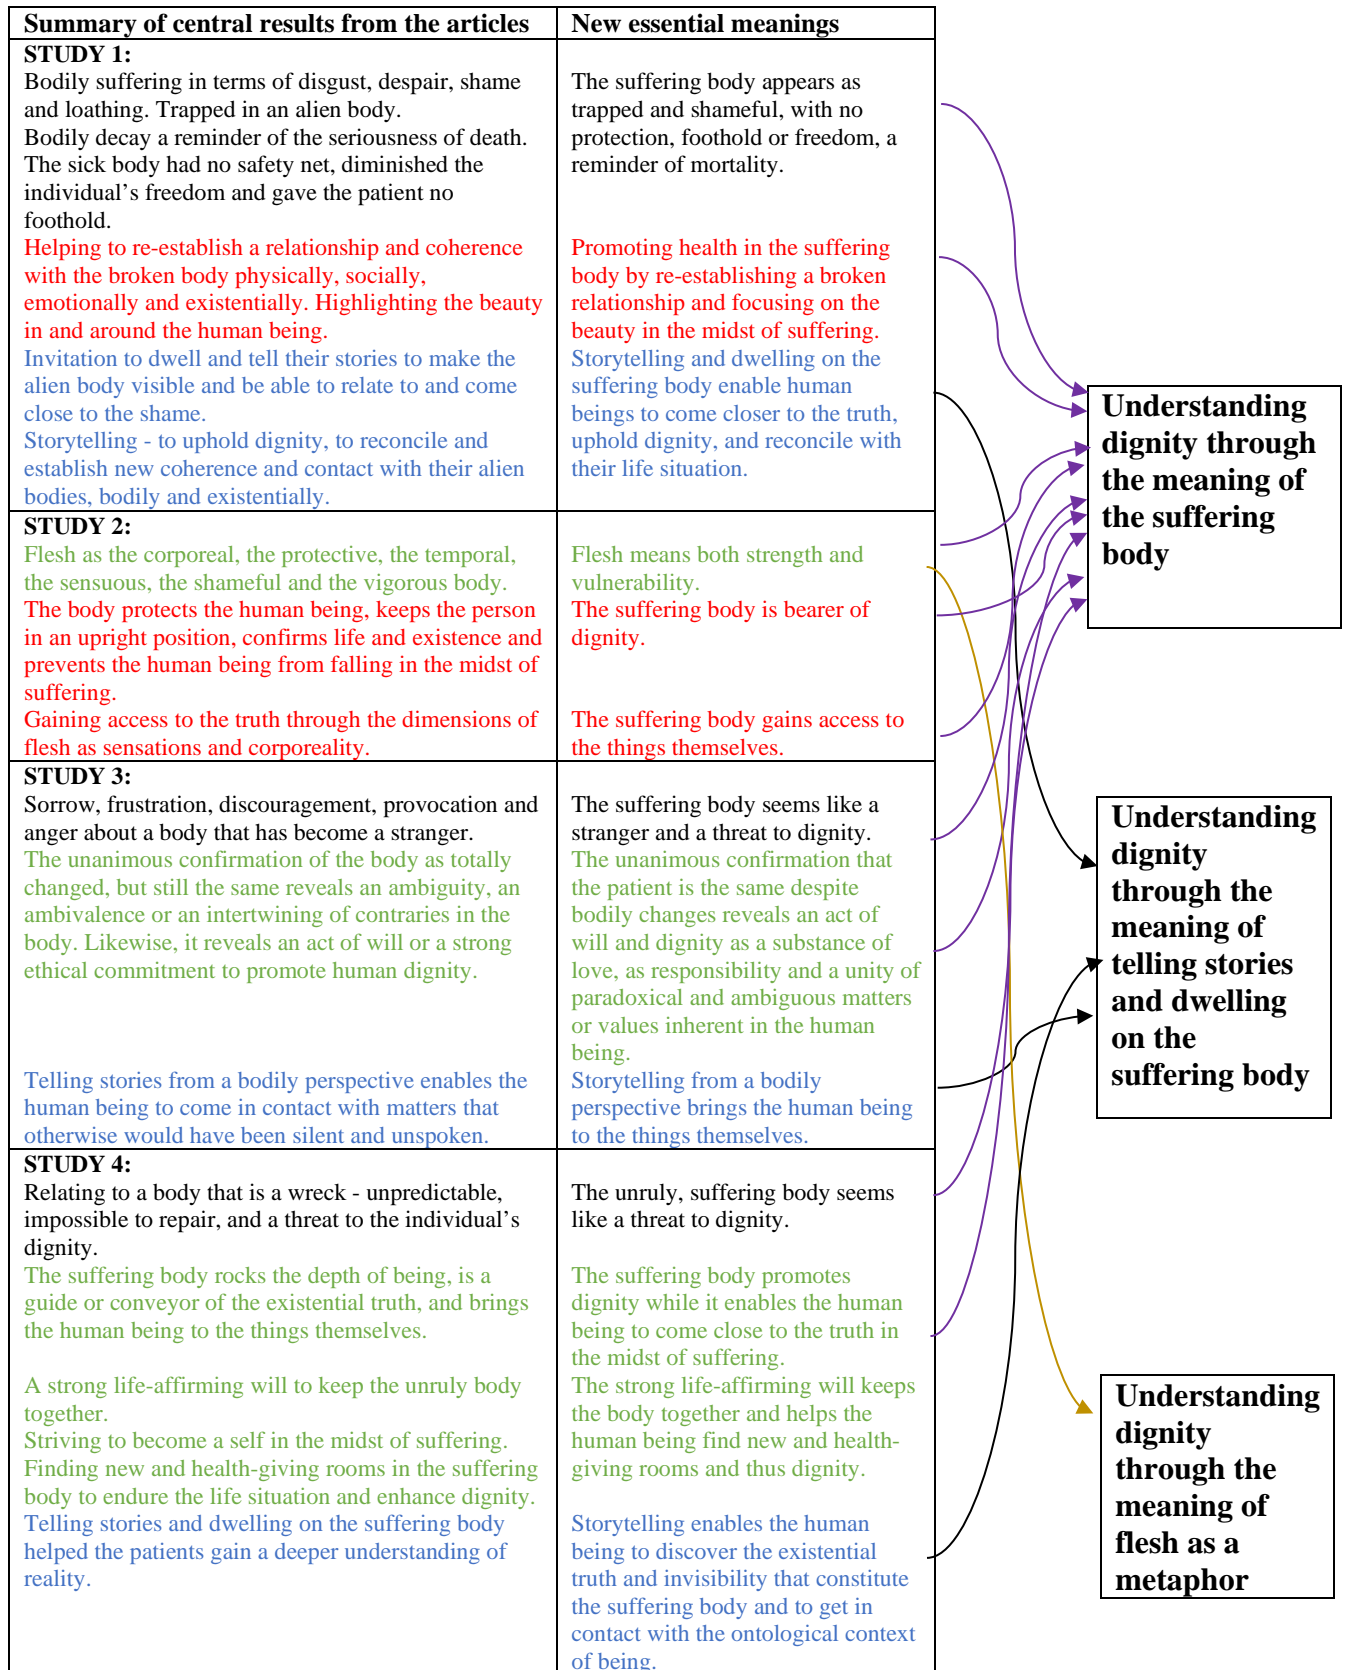 Summary of central results from the articles
New essential meanings
STUDY 1:
Bodily suffering in terms of disgust, despair, shame
and loathing. Trapped in an alien body.
Bodily decay a reminder of the seriousness of death.
The sick body had no safety net, diminished the
individual’s freedom and gave the patient no
foothold.
The suffering body appears as
trapped and shameful, with no
protection, foothold or freedom, a
reminder of mortality.
Helping to re-establish a relationship and coherence
with the broken body physically, socially,
emotionally and existentially. Highlighting the beauty
in and around the human being.
Promoting health in the suffering
body by re-establishing a broken
relationship and focusing on the
beauty in the midst of suffering.
Invitation to dwell and tell their stories to make the
alien body visible and be able to relate to and come
close to the shame.
Storytelling - to uphold dignity, to reconcile and
establish new coherence and contact with their alien
bodies, bodily and existentially.
Storytelling and dwelling on the
suffering body enable human
beings to come closer to the truth,
uphold dignity, and reconcile with
their life situation.
STUDY 2:
Flesh as the corporeal, the protective, the temporal,
the sensuous, the shameful and the vigorous body.
Flesh means both strength and
vulnerability.
The body protects the human being, keeps the person
in an upright position, confirms life and existence and
prevents the human being from falling in the midst of
suffering.
The suffering body is bearer of
dignity.
Gaining access to the truth through the dimensions of
flesh as sensations and corporeality.
The suffering body gains access to
the things themselves.
STUDY 3:
Sorrow, frustration, discouragement, provocation and
anger about a body that has become a stranger.
The suffering body seems like a
stranger and a threat to dignity.
The unanimous confirmation of the body as totally
changed, but still the same reveals an ambiguity, an
ambivalence or an intertwining of contraries in the
body. Likewise, it reveals an act of will or a strong
ethical commitment to promote human dignity.
The unanimous confirmation that
the patient is the same despite
bodily changes reveals an act of
will and dignity as a substance of
love, as responsibility and a unity of
paradoxical and ambiguous matters
or values inherent in the human
being.
Telling stories from a bodily perspective enables the
human being to come in contact with matters that
otherwise would have been silent and unspoken.
Storytelling from a bodily
perspective brings the human being
to the things themselves.
STUDY 4:
Relating to a body that is a wreck - unpredictable,
impossible to repair, and a threat to the individual’s
dignity.
The unruly, suffering body seems
like a threat to dignity.
The suffering body rocks the depth of being, is a
guide or conveyor of the existential truth, and brings
the human being to the things themselves.
The suffering body promotes
dignity while it enables the human
being to come close to the truth in
the midst of suffering.
A strong life-affirming will to keep the unruly body
together.
Striving to become a self in the midst of suffering.
Finding new and health-giving rooms in the suffering
body to endure the life situation and enhance dignity.
The strong life-affirming will keeps
the body together and helps the
human being find new and health-
giving rooms and thus dignity.
Telling stories and dwelling on the suffering body
helped the patients gain a deeper understanding of
reality.
Storytelling enables the human
being to discover the existential
truth and invisibility that constitute
the suffering body and to get in
contact with the ontological context
of being.
Understanding
dignity through
the meaning of
the suffering
body
Understanding
dignity
through the
meaning of
telling stories
and dwelling
on the
suffering body
Understanding
dignity
through the
meaning of
flesh as a
metaphor